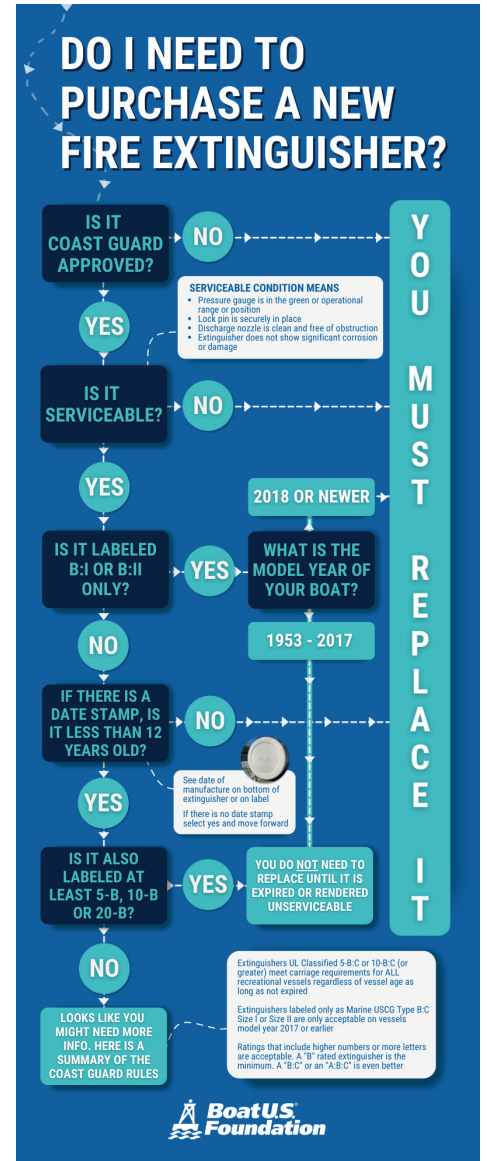 DO I NEED TO
PURCHASE A NEW
FIRE EXTINGUISHER?
IS IT
COAST GUARD
APPROVED?
NO
YES
SERVICEABLE CONDITION MEANS
• Pressure gauge is in the green or operational
range or position
• Lock pin is securely in place
• Discharge nozzle is clean and free of obstruction
• Extinguisher does not show significant corrosion
or damage
IS IT
SERVICEABLE?
NO
YES
IS IT LABELED
B:I OR B:II
ONLY?
YES
WHAT IS THE
MODEL YEAR OF
YOUR BOAT?
2018 OR NEWER
1953 - 2017
NO
IF THERE IS A
DATE STAMP, IS
IT LESS THAN 12
YEARS OLD?
NO
See date of
manufacture on bottom of
extinguisher or on label
If there is no date stamp
select yes and move forward
YES
IS IT ALSO
LABELED AT
LEAST 5-B, 10-B
OR 20-B?
YES
YOU DO NOT NEED TO
REPLACE UNTIL IT IS
EXPIRED OR RENDERED
UNSERVICEABLE
NO
LOOKS LIKE YOU
MIGHT NEED MORE
INFO. HERE IS A
SUMMARY OF THE
COAST GUARD RULES
Extinguishers UL Classified 5-B:C or 10-B:C (or
greater) meet carriage requirements for ALL
recreational vessels regardless of vessel age as
long as not expired
Extinguishers labeled only as Marine USCG Type B:C
Size I or Size II are only acceptable on vessels
model year 2017 or earlier
Ratings that include higher numbers or more letters
are acceptable. A "B" rated extinguisher is the
minimum. A "B:C" or an "A:B:C" is even better
YOU MUST REPLACE IT
BoatU.S.
Foundation